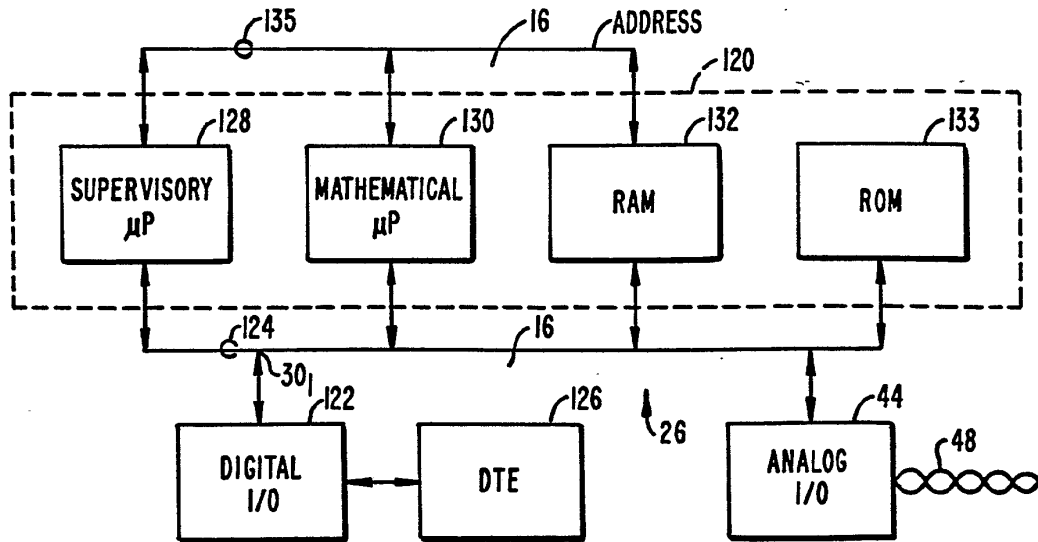 135
16
ADDRESS
120
128
130
132
133
SUPERVISORY
μP
MATHEMATICAL
μP
RAM
ROM
124
16
30₁
122
126
26
44
48
DIGITAL
I/O
DTE
ANALOG
I/O